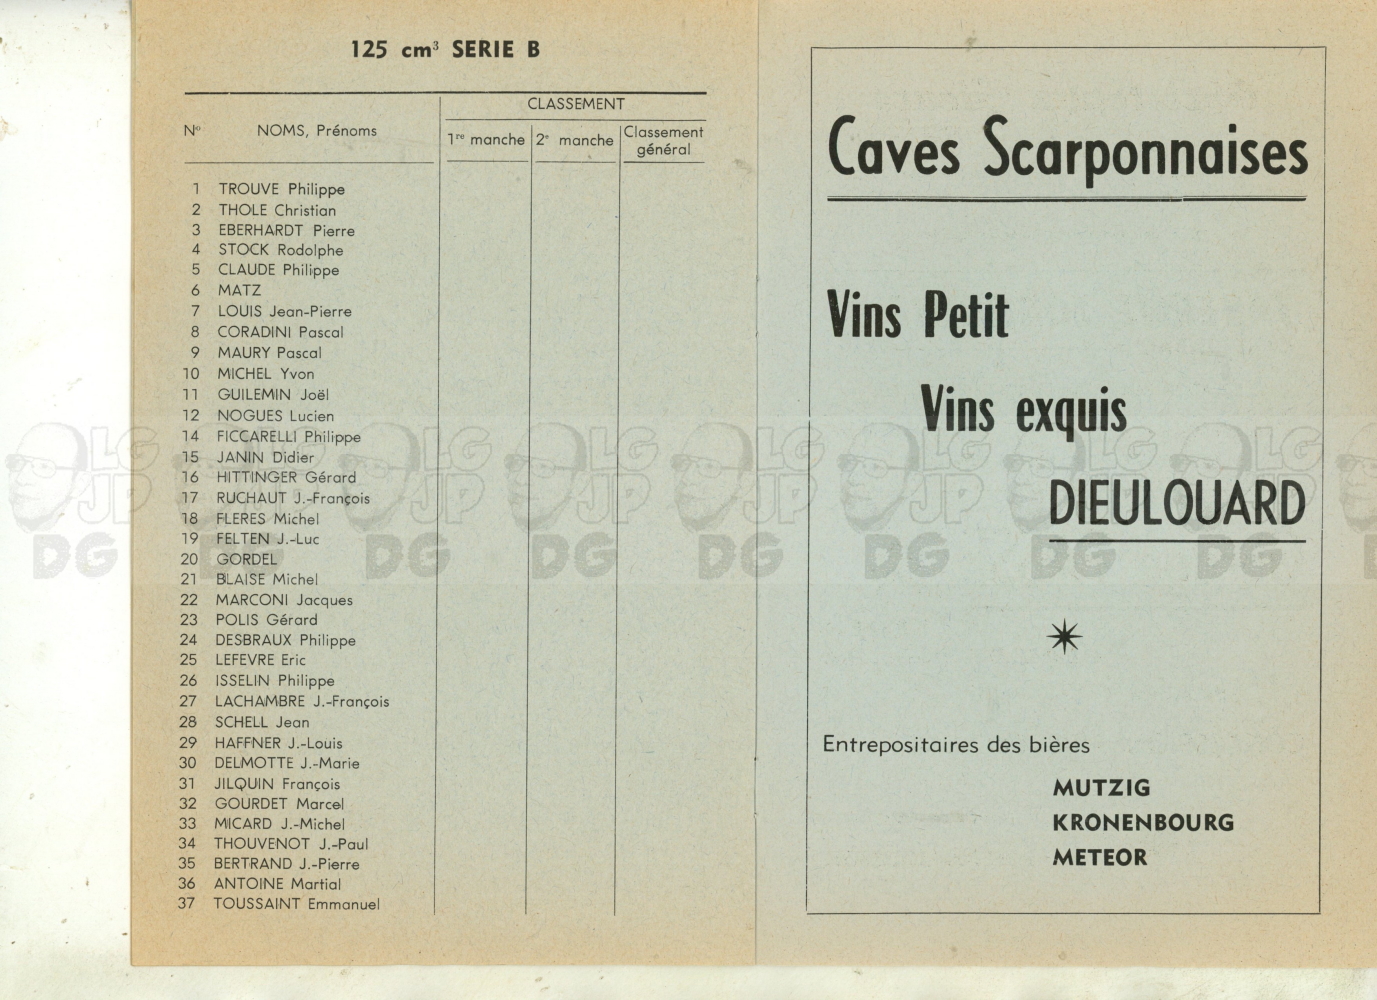 125 cm³ SERIE B
CLASSEMENT
Nº NOMS, Prénoms 1re manche 2e manche Classement général
1 TROUVE Philippe
2 THOLE Christian
3 EBERHARDT Pierre
4 STOCK Rodolphe
5 CLAUDE Philippe
6 MATZ
7 LOUIS Jean-Pierre
8 CORADINI Pascal
9 MAURY Pascal
10 MICHEL Yvon
11 GUILEMIN Joël
12 NOGUES Lucien
14 FICCARELLI Philippe
15 JANIN Didier
16 HITTINGER Gérard
17 RUCHAUT J.-François
18 FLERES Michel
19 FELTEN J.-Luc
20 GORDEL
21 BLAISE Michel
22 MARCONI Jacques
23 POLIS Gérard
24 DESBRAUX Philippe
25 LEFEVRE Eric
26 ISSELIN Philippe
27 LACHAMBRE J.-François
28 SCHELL Jean
29 HAFFNER J.-Louis
30 DELMOTTE J.-Marie
31 JILQUIN François
32 GOURDET Marcel
33 MICARD J.-Michel
34 THOUVENOT J.-Paul
35 BERTRAND J.-Pierre
36 ANTOINE Martial
37 TOUSSAINT Emmanuel
Caves Scarponnaises
Vins Petit
Vins exquis
DIEULOUARD
Entrepositaires des bières
MUTZIG
KRONENBOURG
METEOR
LG
JP
DG